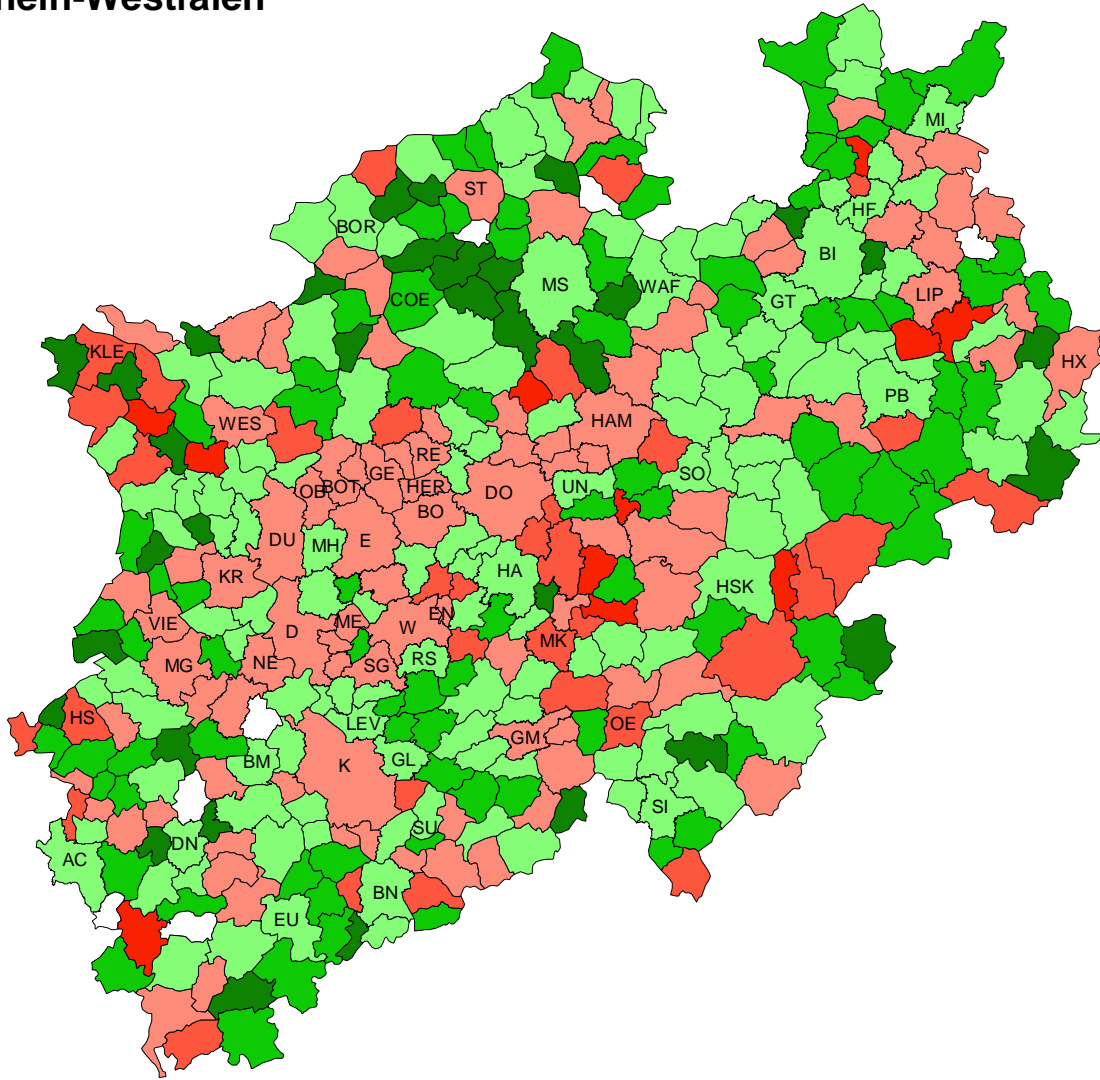 hein-Westfalen
MI
ST
HF
BOR
BI
MS
WAF
LIP
COE
GT
KLE
HX
PB
WES
HAM
RE
GE
SO
BOT
HER
UN
OB
DO
BO
DU
MH
E
HA
KR
HSK
EN
ME
VIE
W
D
MK
RS
NE
MG
SG
HS
LEV
OE
GM
BM
GL
K
SI
SU
DN
AC
BN
EU